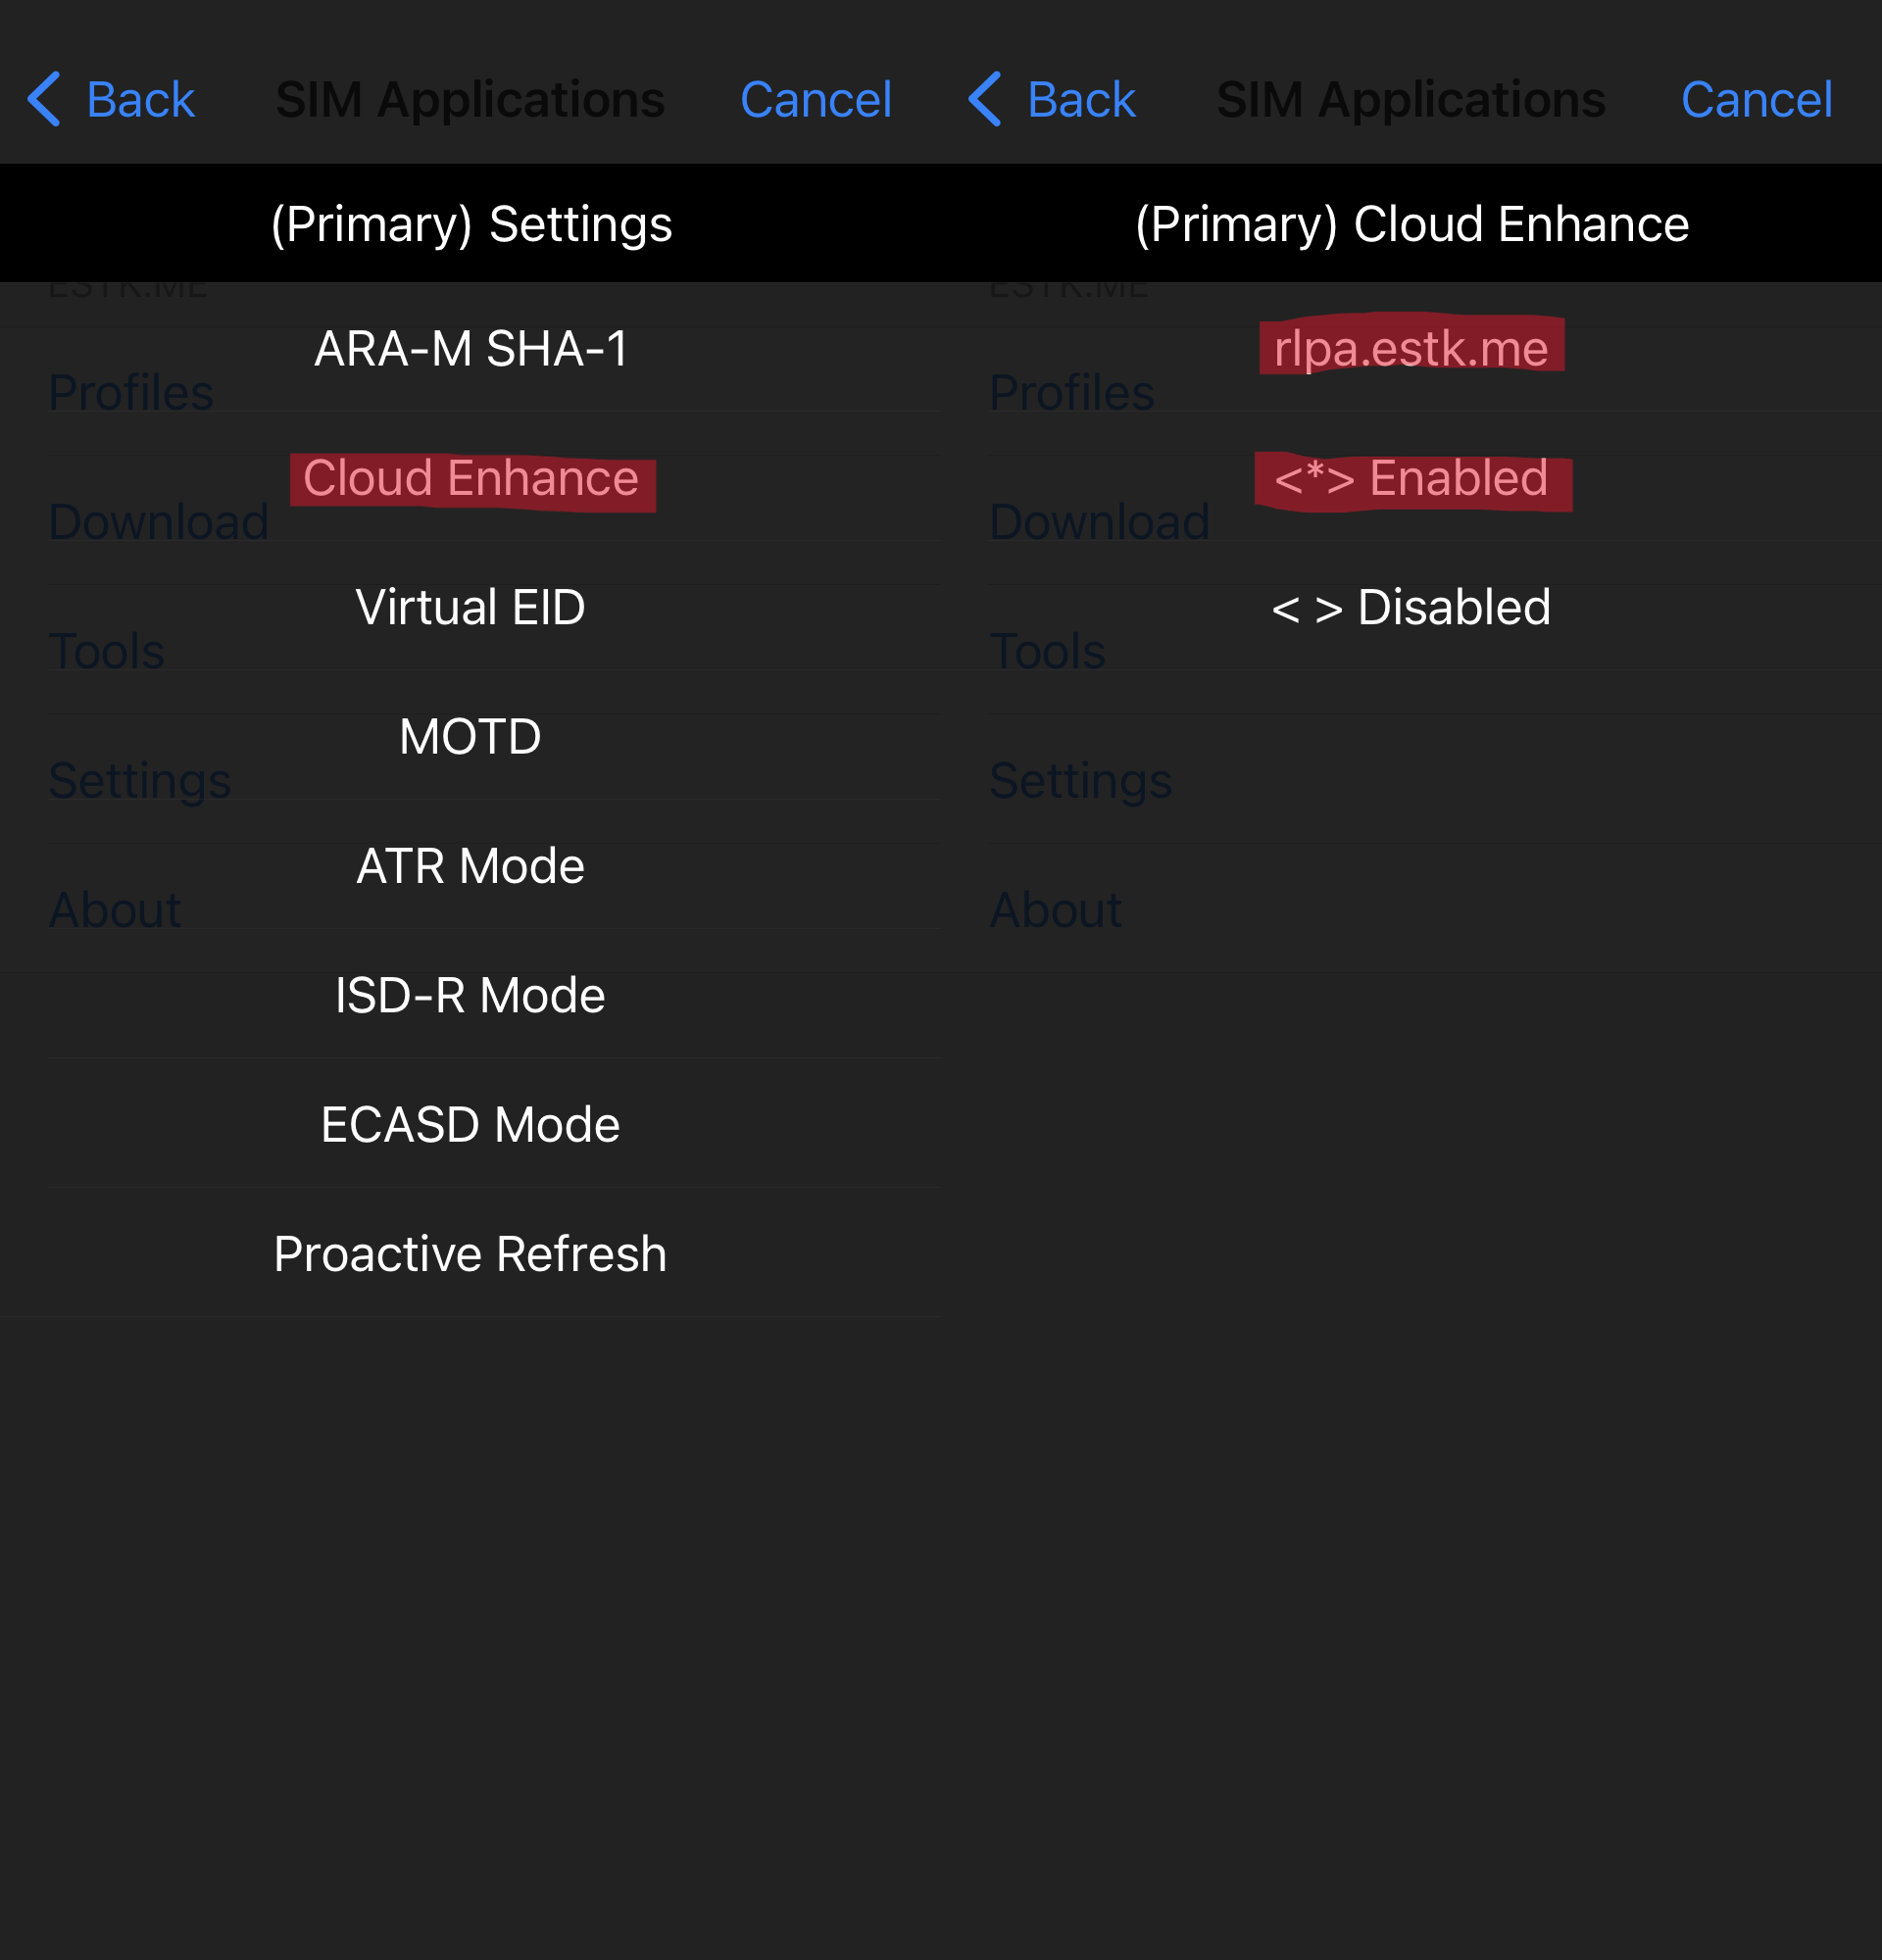 Back SIM Applications Cancel
(Primary) Settings
ESTK.ME
ARA-M SHA-1
Profiles
Cloud Enhance
Download
Virtual EID
Tools
MOTD
Settings
ATR Mode
About
ISD-R Mode
ECASD Mode
Proactive Refresh
Back SIM Applications Cancel
(Primary) Cloud Enhance
ESTK.ME
rlpa.estk.me
Profiles
<*> Enabled
Download
< > Disabled
Tools
Settings
About